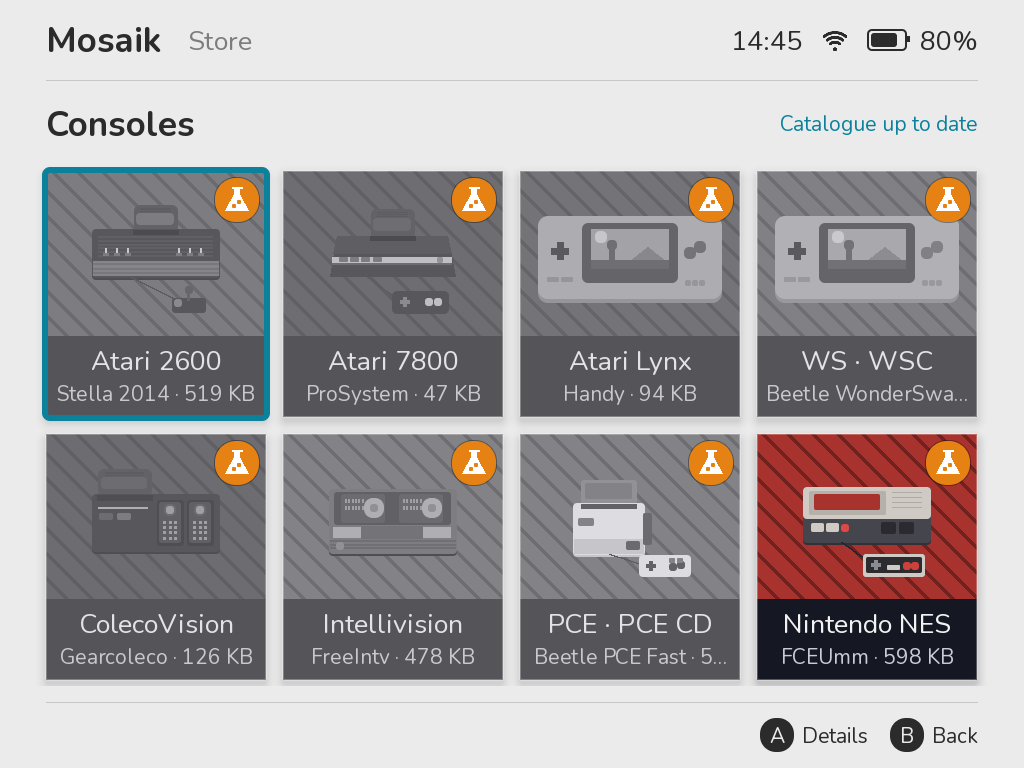 Mosaik Store 14:45 80%
Consoles Catalogue up to date
Atari 2600 Atari 7800 Atari Lynx WS · WSC
Stella 2014 · 519 KB ProSystem · 47 KB Handy · 94 KB Beetle WonderSwa...
ColecoVision Intellivision PCE · PCE CD Nintendo NES
Gearcoleco · 126 KB FreeIntv · 478 KB Beetle PCE Fast · 5... FCEUmm · 598 KB
A Details B Back